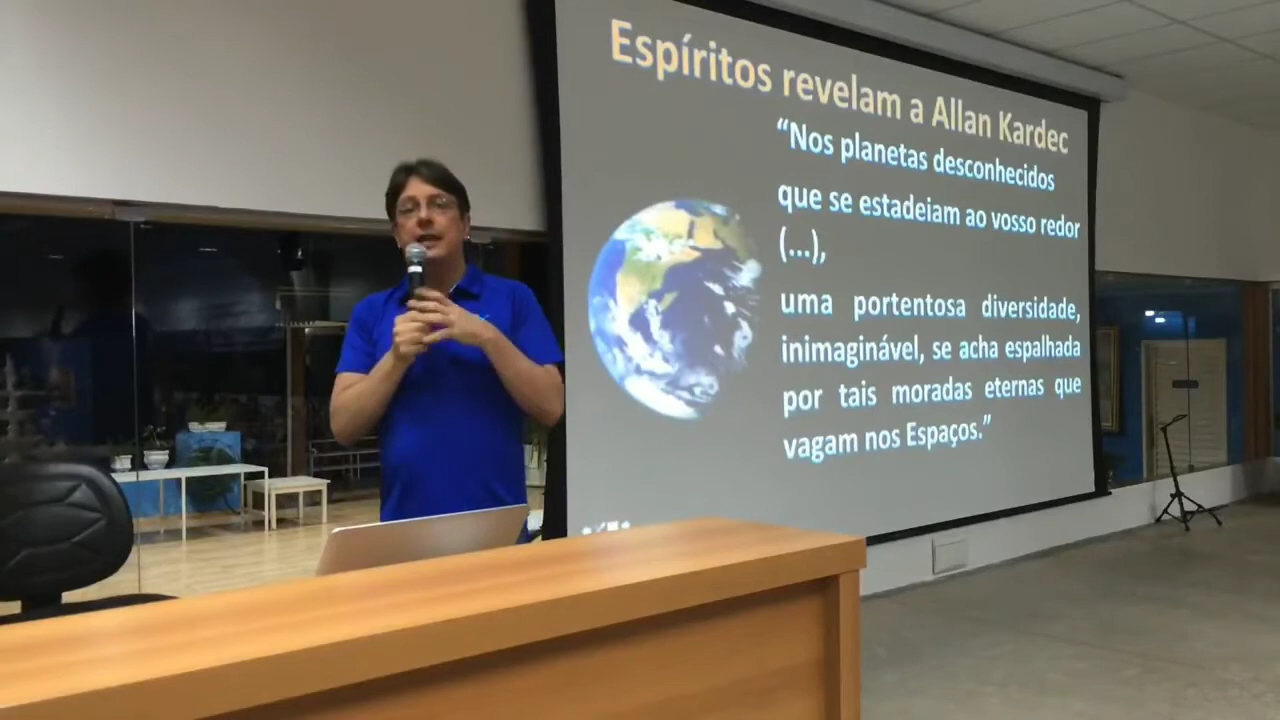 Espíritos revelam a Allan Kardec
“Nos planetas desconhecidos
que se estadeiam ao vosso redor
(...),
uma portentosa diversidade,
inimaginável, se acha espalhada
por tais moradas eternas que
vagam nos Espaços.”